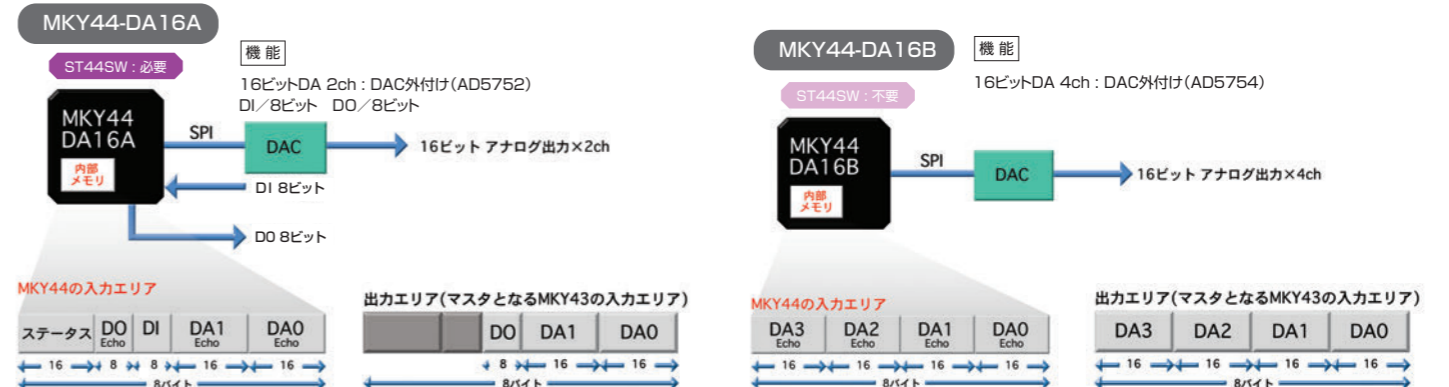 MKY44-DA16A
ST44SW : 必要
機 能
16ビットDA 2ch : DAC外付け(AD5752)
DI/8ビット DO/8ビット
MKY44
DA16A
内部
メモリ
SPI
DAC
16ビット アナログ出力×2ch
DI 8ビット
DO 8ビット
MKY44の入力エリア
ステータス DO Echo DI DA1 Echo DA0 Echo
16 8 8 16 16
8バイト
出力エリア(マスタとなるMKY43の入力エリア)
DO DA1 DA0
8 16 16
8バイト
MKY44-DA16B
ST44SW : 不要
機 能
16ビットDA 4ch : DAC外付け(AD5754)
MKY44
DA16B
内部
メモリ
SPI
DAC
16ビット アナログ出力×4ch
MKY44の入力エリア
DA3 Echo DA2 Echo DA1 Echo DA0 Echo
16 16 16 16
8バイト
出力エリア(マスタとなるMKY43の入力エリア)
DA3 DA2 DA1 DA0
16 16 16 16
8バイト